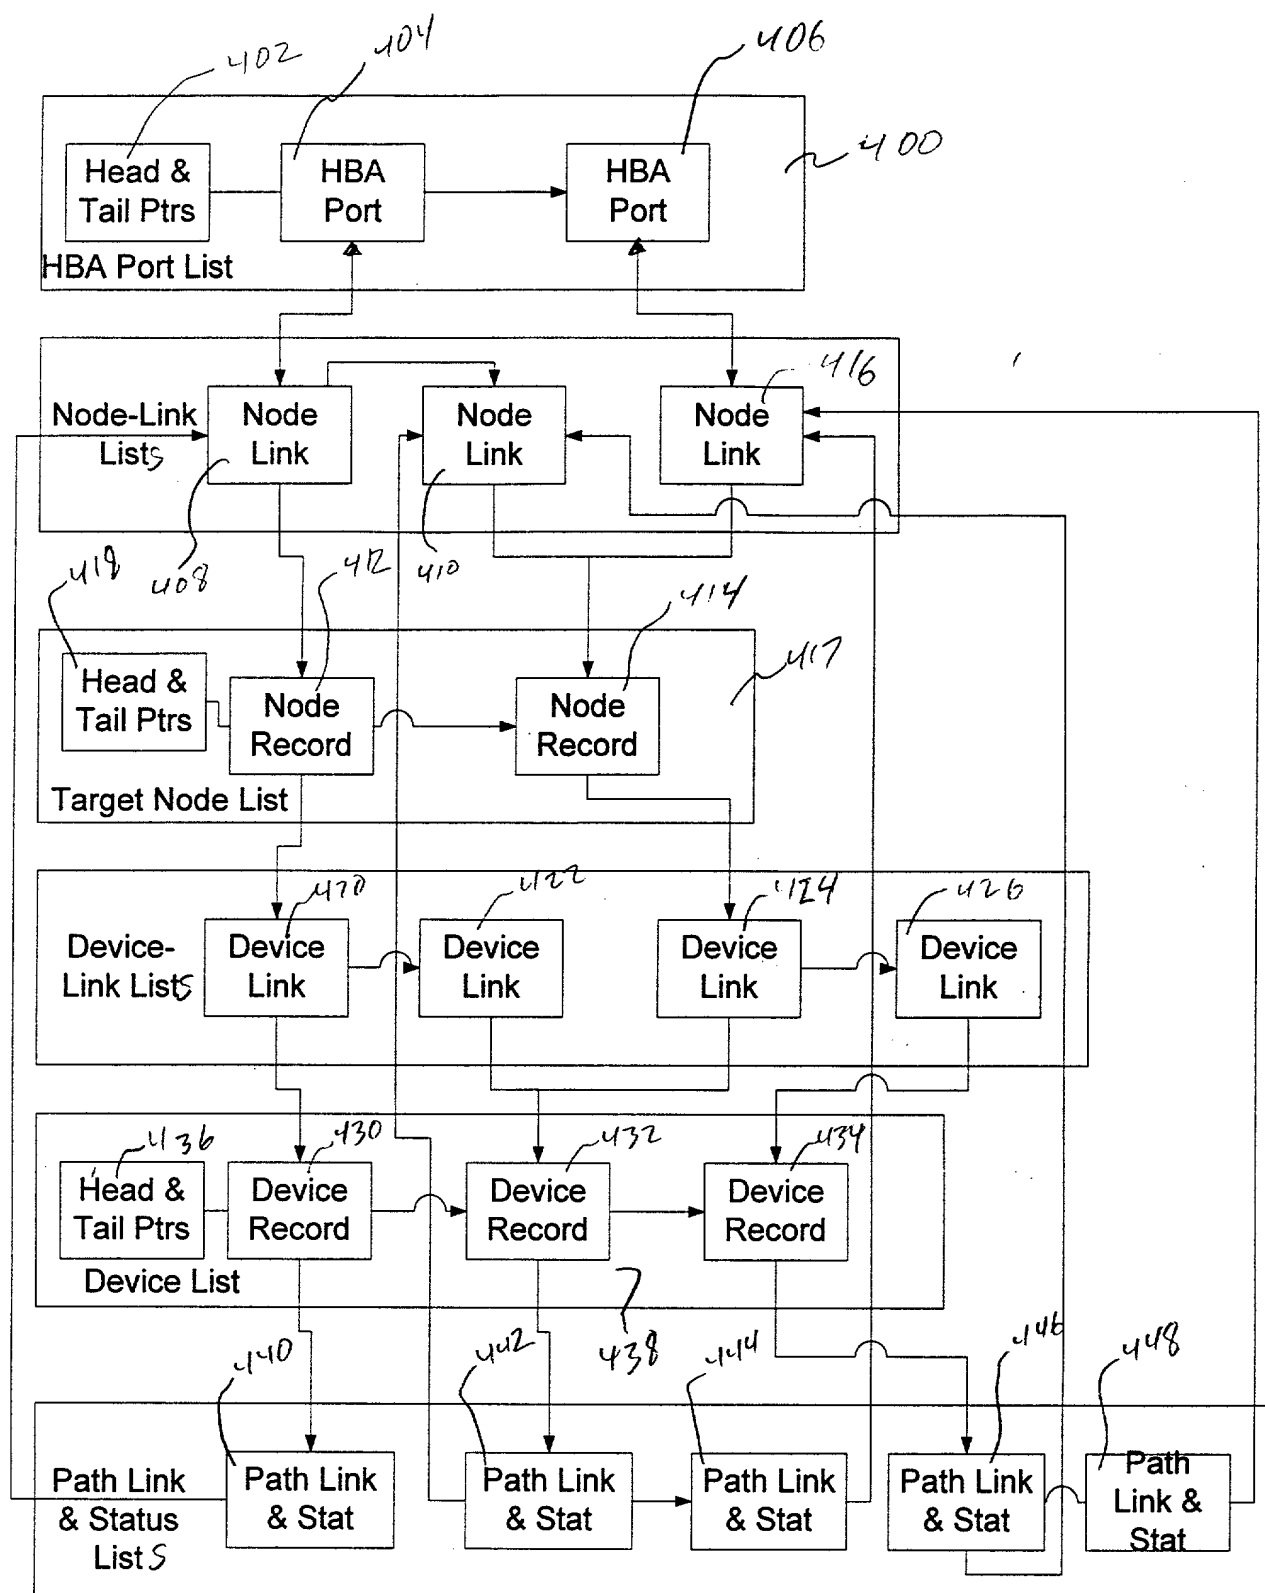 402
404
406
400
Head &
Tail Ptrs
HBA
Port
HBA
Port
HBA Port List
416
Node-Link
Lists
Node
Link
Node
Link
Node
Link
408
410
418
412
414
417
Head &
Tail Ptrs
Node
Record
Node
Record
Target Node List
420
422
424
426
Device-
Link Lists
Device
Link
Device
Link
Device
Link
Device
Link
436
430
432
434
Head &
Tail Ptrs
Device
Record
Device
Record
Device
Record
Device List
438
440
442
444
446
448
Path Link
& Status
Lists
Path Link
& Stat
Path Link
& Stat
Path Link
& Stat
Path Link
& Stat
Path
Link &
Stat